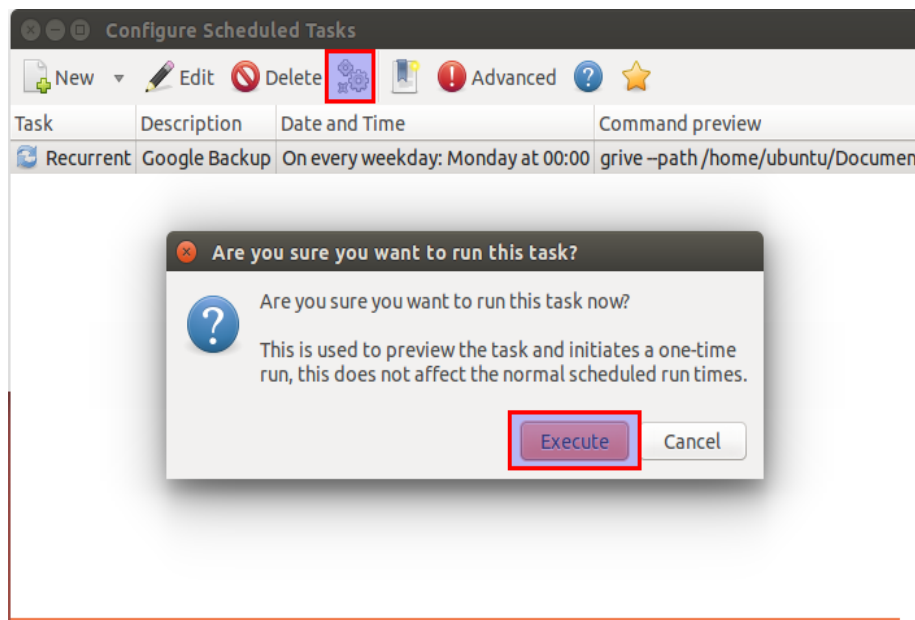 Configure Scheduled Tasks
New Edit Delete Advanced
Task Description Date and Time Command preview
Recurrent Google Backup On every weekday: Monday at 00:00 grive --path /home/ubuntu/Documen
Are you sure you want to run this task?
Are you sure you want to run this task now?
This is used to preview the task and initiates a one-time
run, this does not affect the normal scheduled run times.
Execute Cancel